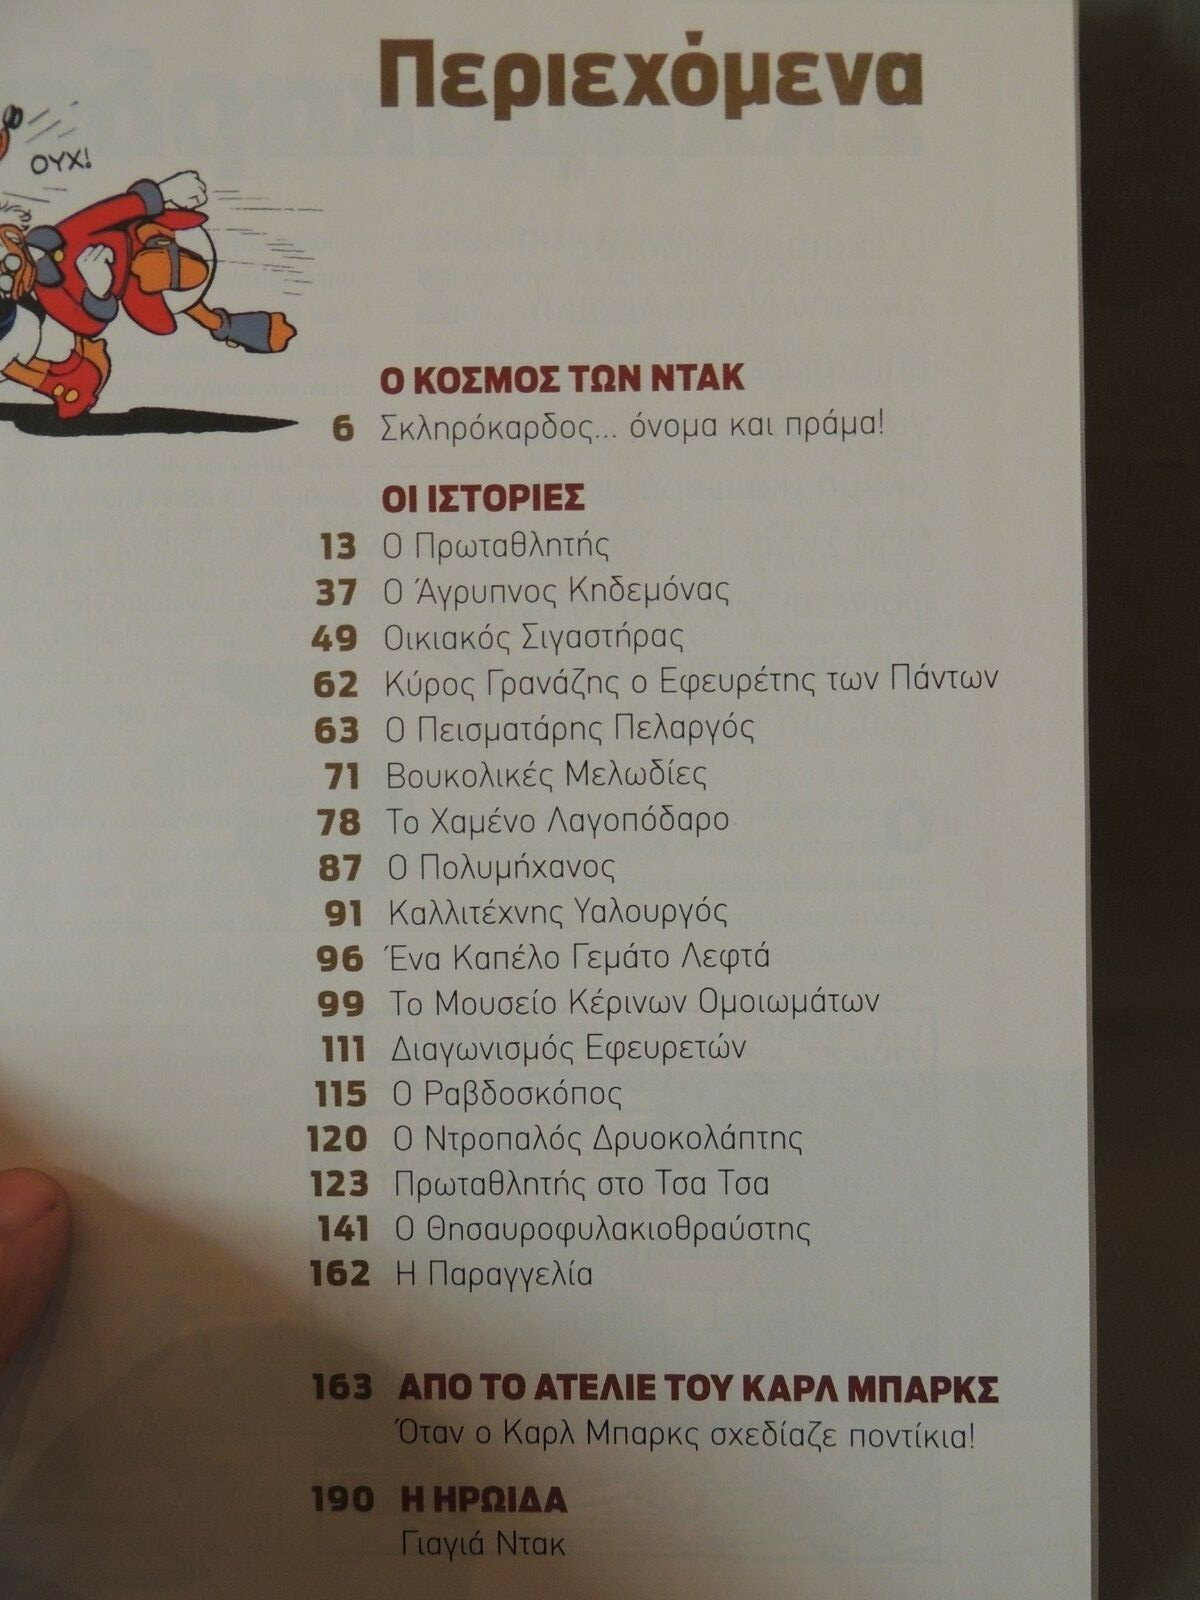 Περιεχόμενα
ΟΥΧ!
Ο ΚΟΣΜΟΣ ΤΩΝ ΝΤΑΚ
6 Σκληρόκαρδος... όνομα και πράμα!
ΟΙ ΙΣΤΟΡΙΕΣ
13 Ο Πρωταθλητής
37 Ο Άγρυπνος Κηδεμόνας
49 Οικιακός Σιγαστήρας
62 Κύρος Γρανάζης ο Εφευρέτης των Πάντων
63 Ο Πεισματάρης Πελαργός
71 Βουκολικές Μελωδίες
78 Το Χαμένο Λαγοπόδαρο
87 Ο Πολυμήχανος
91 Καλλιτέχνης Υαλουργός
96 Ένα Καπέλο Γεμάτο Λεφτά
99 Το Μουσείο Κέρινων Ομοιωμάτων
111 Διαγωνισμός Εφευρετών
115 Ο Ραβδοσκόπος
120 Ο Ντροπαλός Δρυοκολάπτης
123 Πρωταθλητής στο Τσα Τσα
141 Ο Θησαυροφυλακιοθραύστης
162 Η Παραγγελία
163 ΑΠΟ ΤΟ ΑΤΕΛΙΕ ΤΟΥ ΚΑΡΛ ΜΠΑΡΚΣ
Όταν ο Καρλ Μπαρκς σχεδίαζε ποντίκια!
190 Η ΗΡΩΙΔΑ
Γιαγιά Ντακ